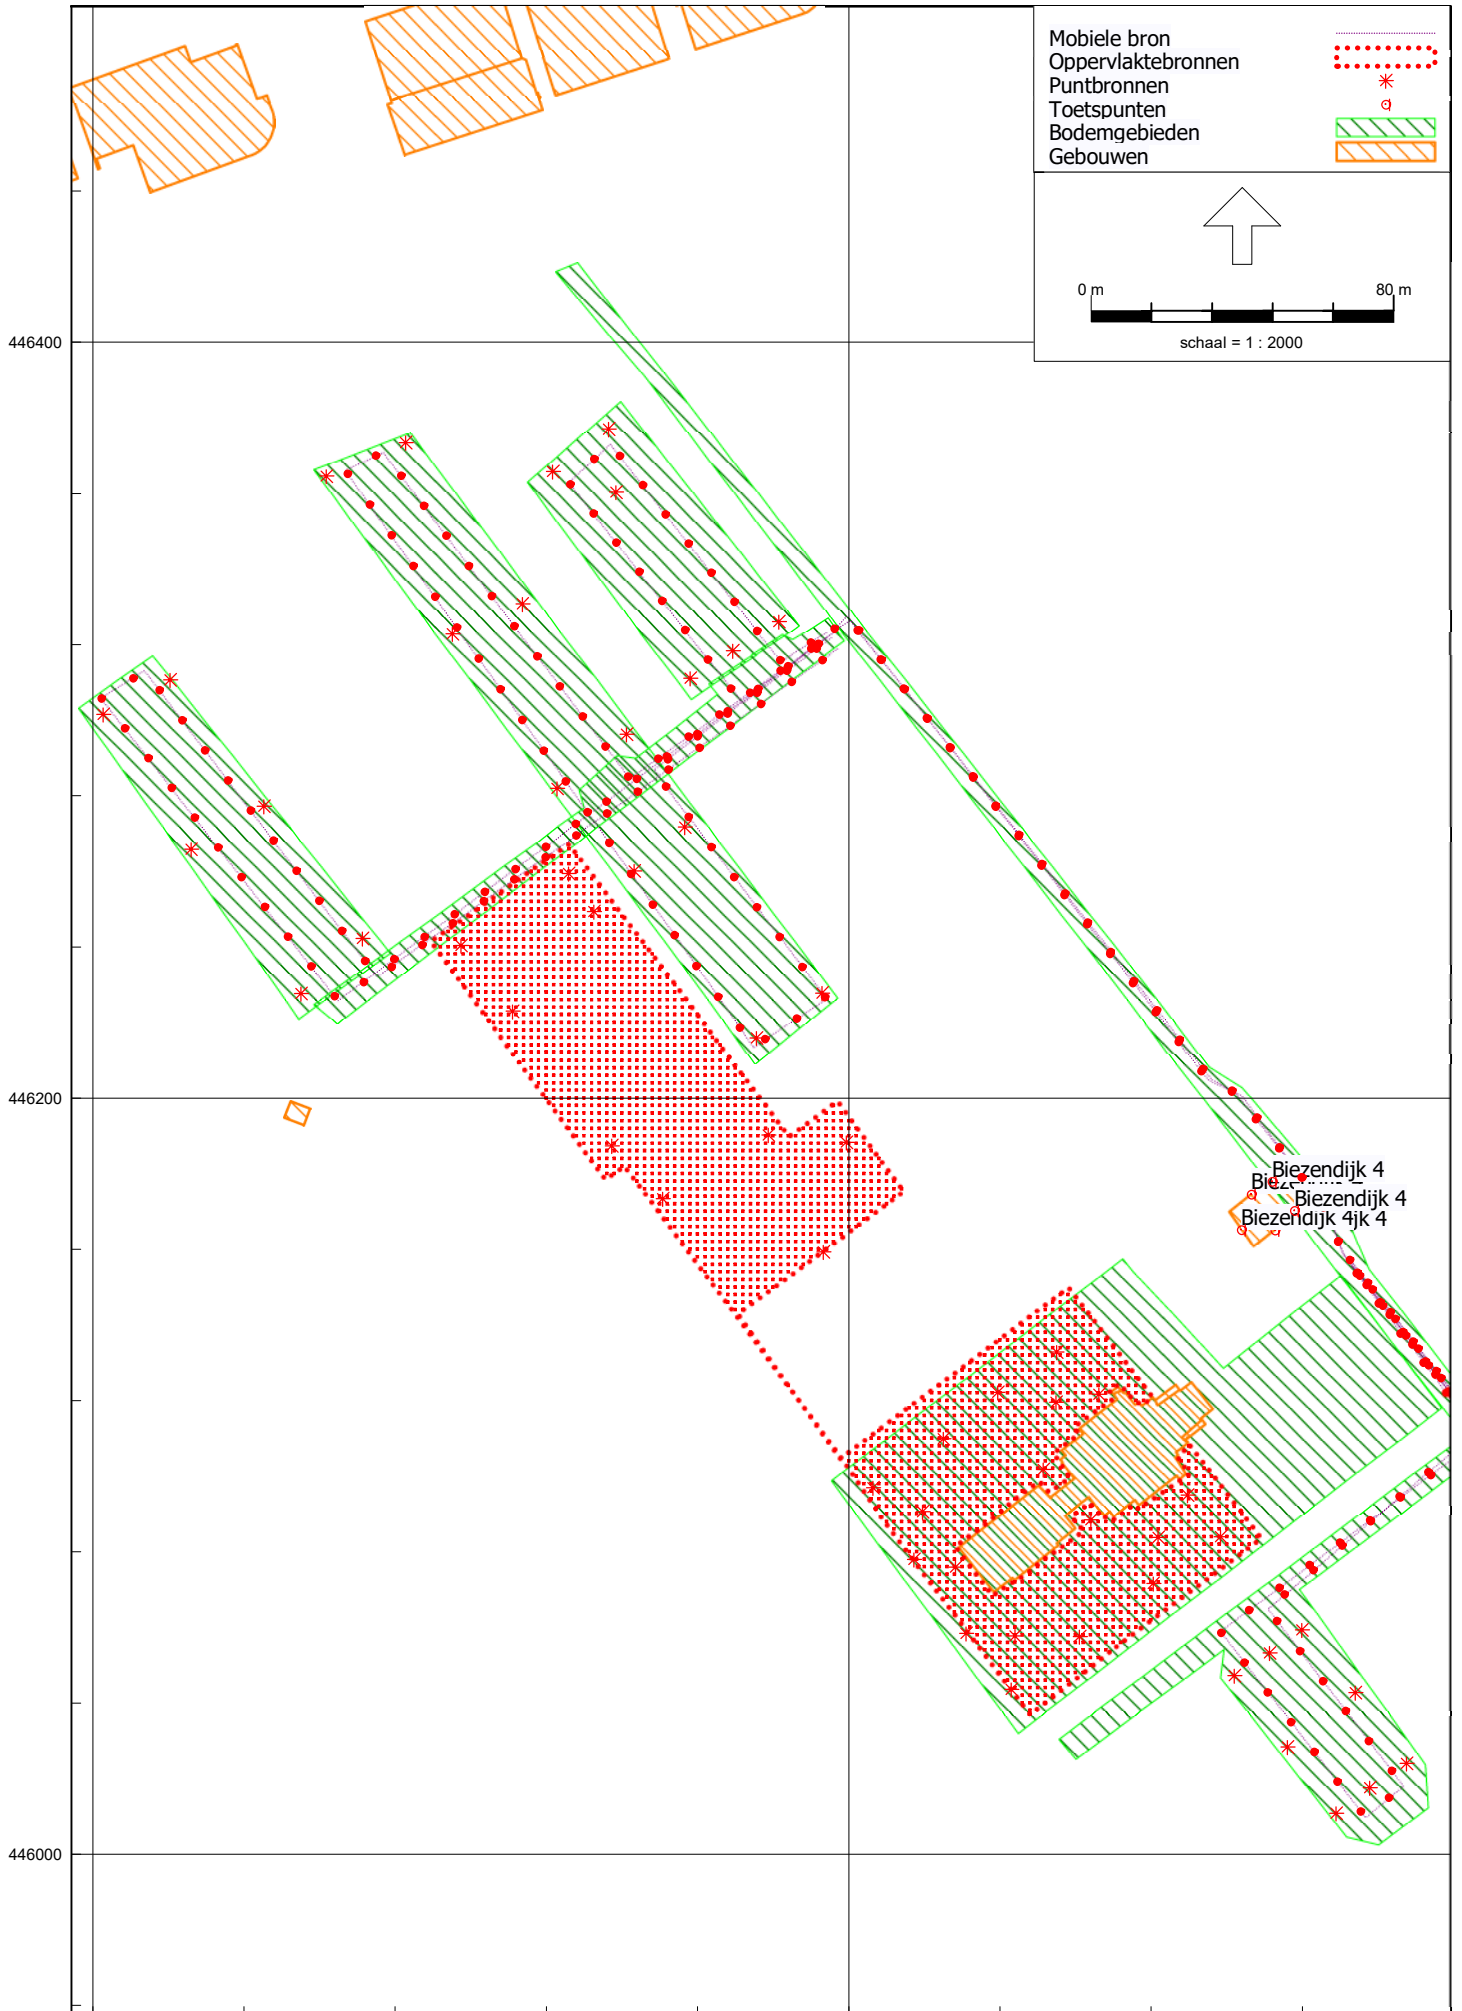 Mobiele bron
Oppervlaktebronnen
Puntbronnen
Toetspunten
Bodemgebieden
Gebouwen
0 m 80 m
schaal = 1 : 2000
446400
446200
Biezendijk 4
Biezendijk 4
Biezendijk 4
446000